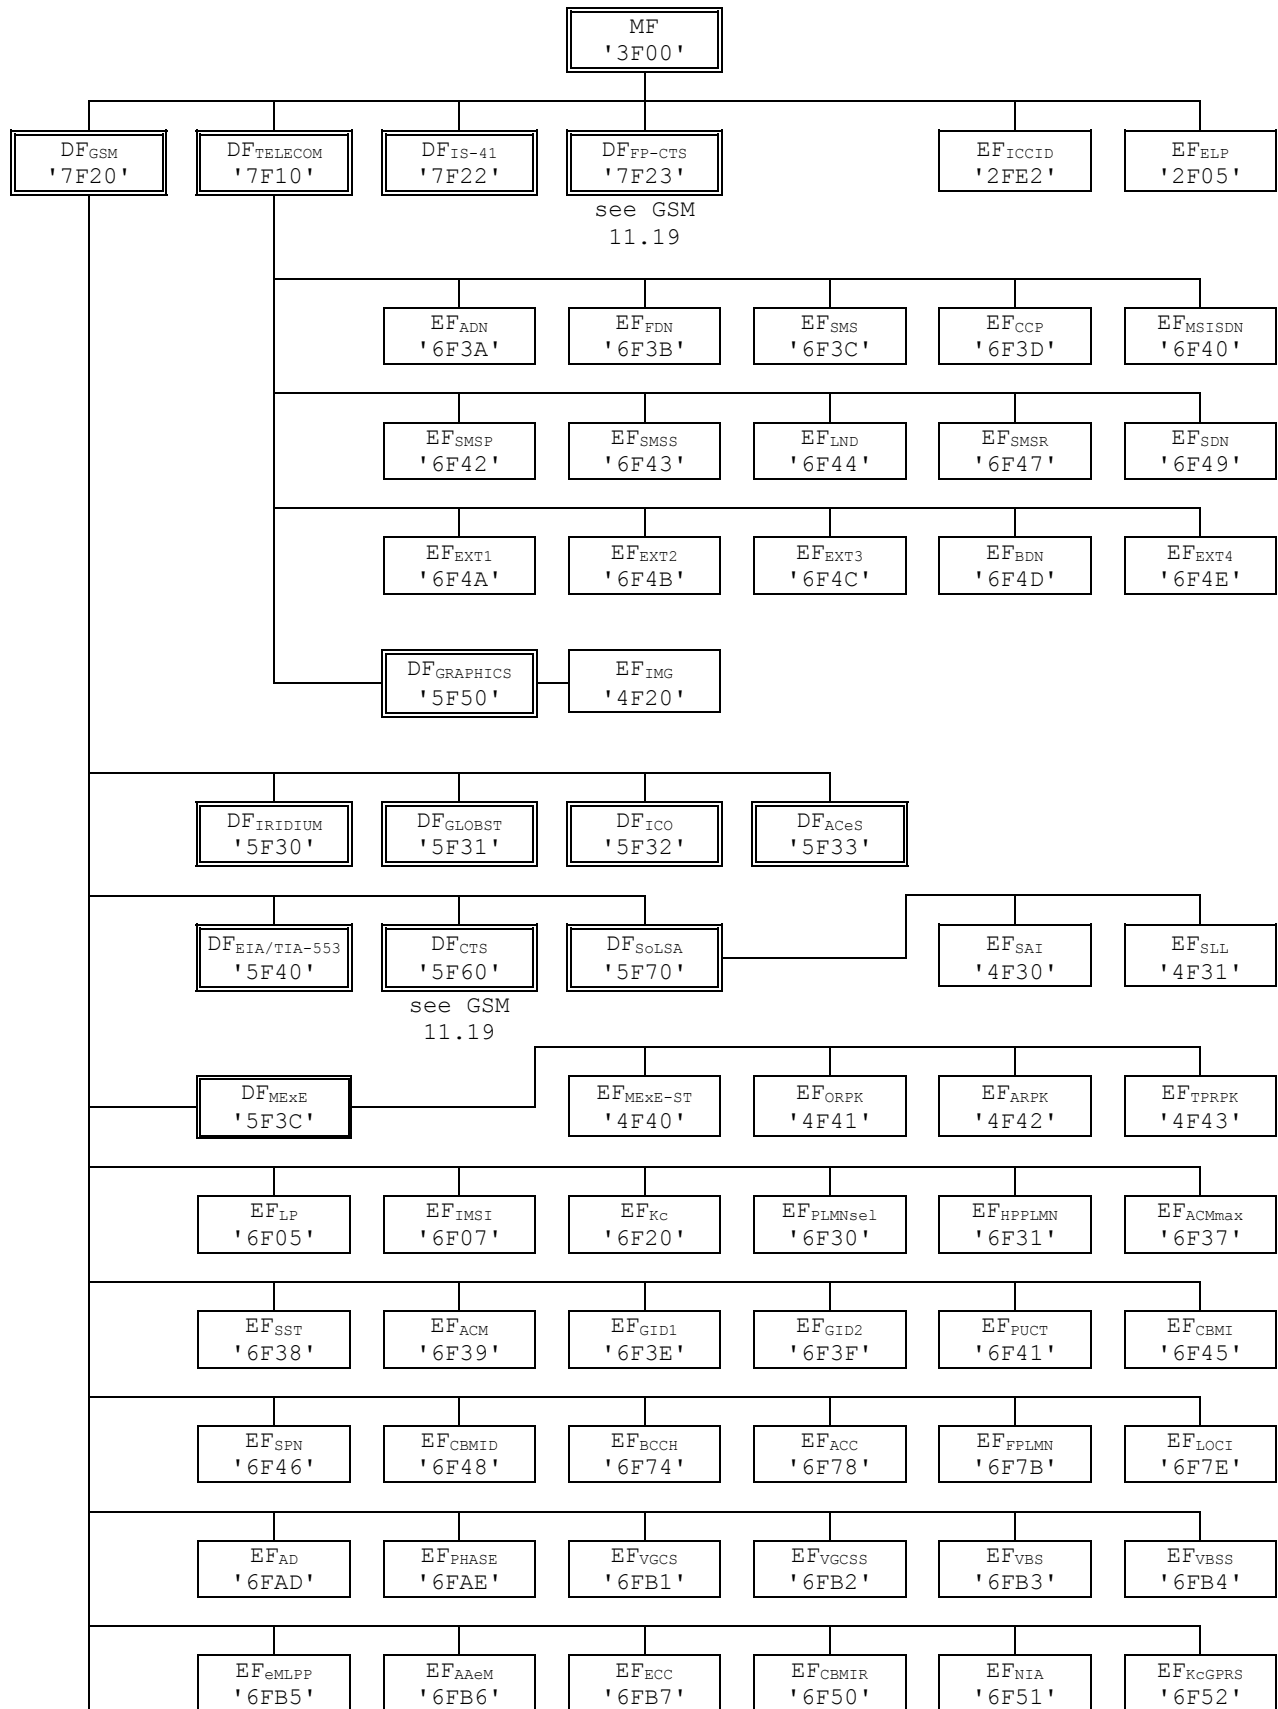 MF
'3F00'
DFGSM DFTELECOM DFIS-41 DFFP-CTS EFICCID EFELP
'7F20' '7F10' '7F22' '7F23' '2FE2' '2F05'
see GSM
11.19
EFADN EFFDN EFSMS EFCCP EFMSISDN
'6F3A' '6F3B' '6F3C' '6F3D' '6F40'
EFSMSP EFSMSS EFLND EFSMSR EFSDN
'6F42' '6F43' '6F44' '6F47' '6F49'
EFEXT1 EFEXT2 EFEXT3 EFBDN EFEXT4
'6F4A' '6F4B' '6F4C' '6F4D' '6F4E'
DFGRAPHICS EFIMG
'5F50' '4F20'
DFIRIDIUM DFGLOBST DFICO DFACeS
'5F30' '5F31' '5F32' '5F33'
DFEIA/TIA-553 DFCTS DFSoLSA EFSAI EFSLL
'5F40' '5F60' '5F70' '4F30' '4F31'
see GSM
11.19
DFMExE EFMExE-ST EFORPK EFARPK EFTPRPK
'5F3C' '4F40' '4F41' '4F42' '4F43'
EFLP EFIMSI EFKc EFPLMNsel EFHPPLMN EFACMmax
'6F05' '6F07' '6F20' '6F30' '6F31' '6F37'
EFSST EFACM EFGID1 EFGID2 EFPUCT EFCBMI
'6F38' '6F39' '6F3E' '6F3F' '6F41' '6F45'
EFSPN EFCBMID EFBCCH EFACC EFFPLMN EFLOCI
'6F46' '6F48' '6F74' '6F78' '6F7B' '6F7E'
EFAD EFPHASE EFVGCS EFVGCSS EFVBS EFVBSS
'6FAD' '6FAE' '6FB1' '6FB2' '6FB3' '6FB4'
EFeMLPP EFAAeM EFECC EFCBMIR EFNIA EFKcGPRS
'6FB5' '6FB6' '6FB7' '6F50' '6F51' '6F52'